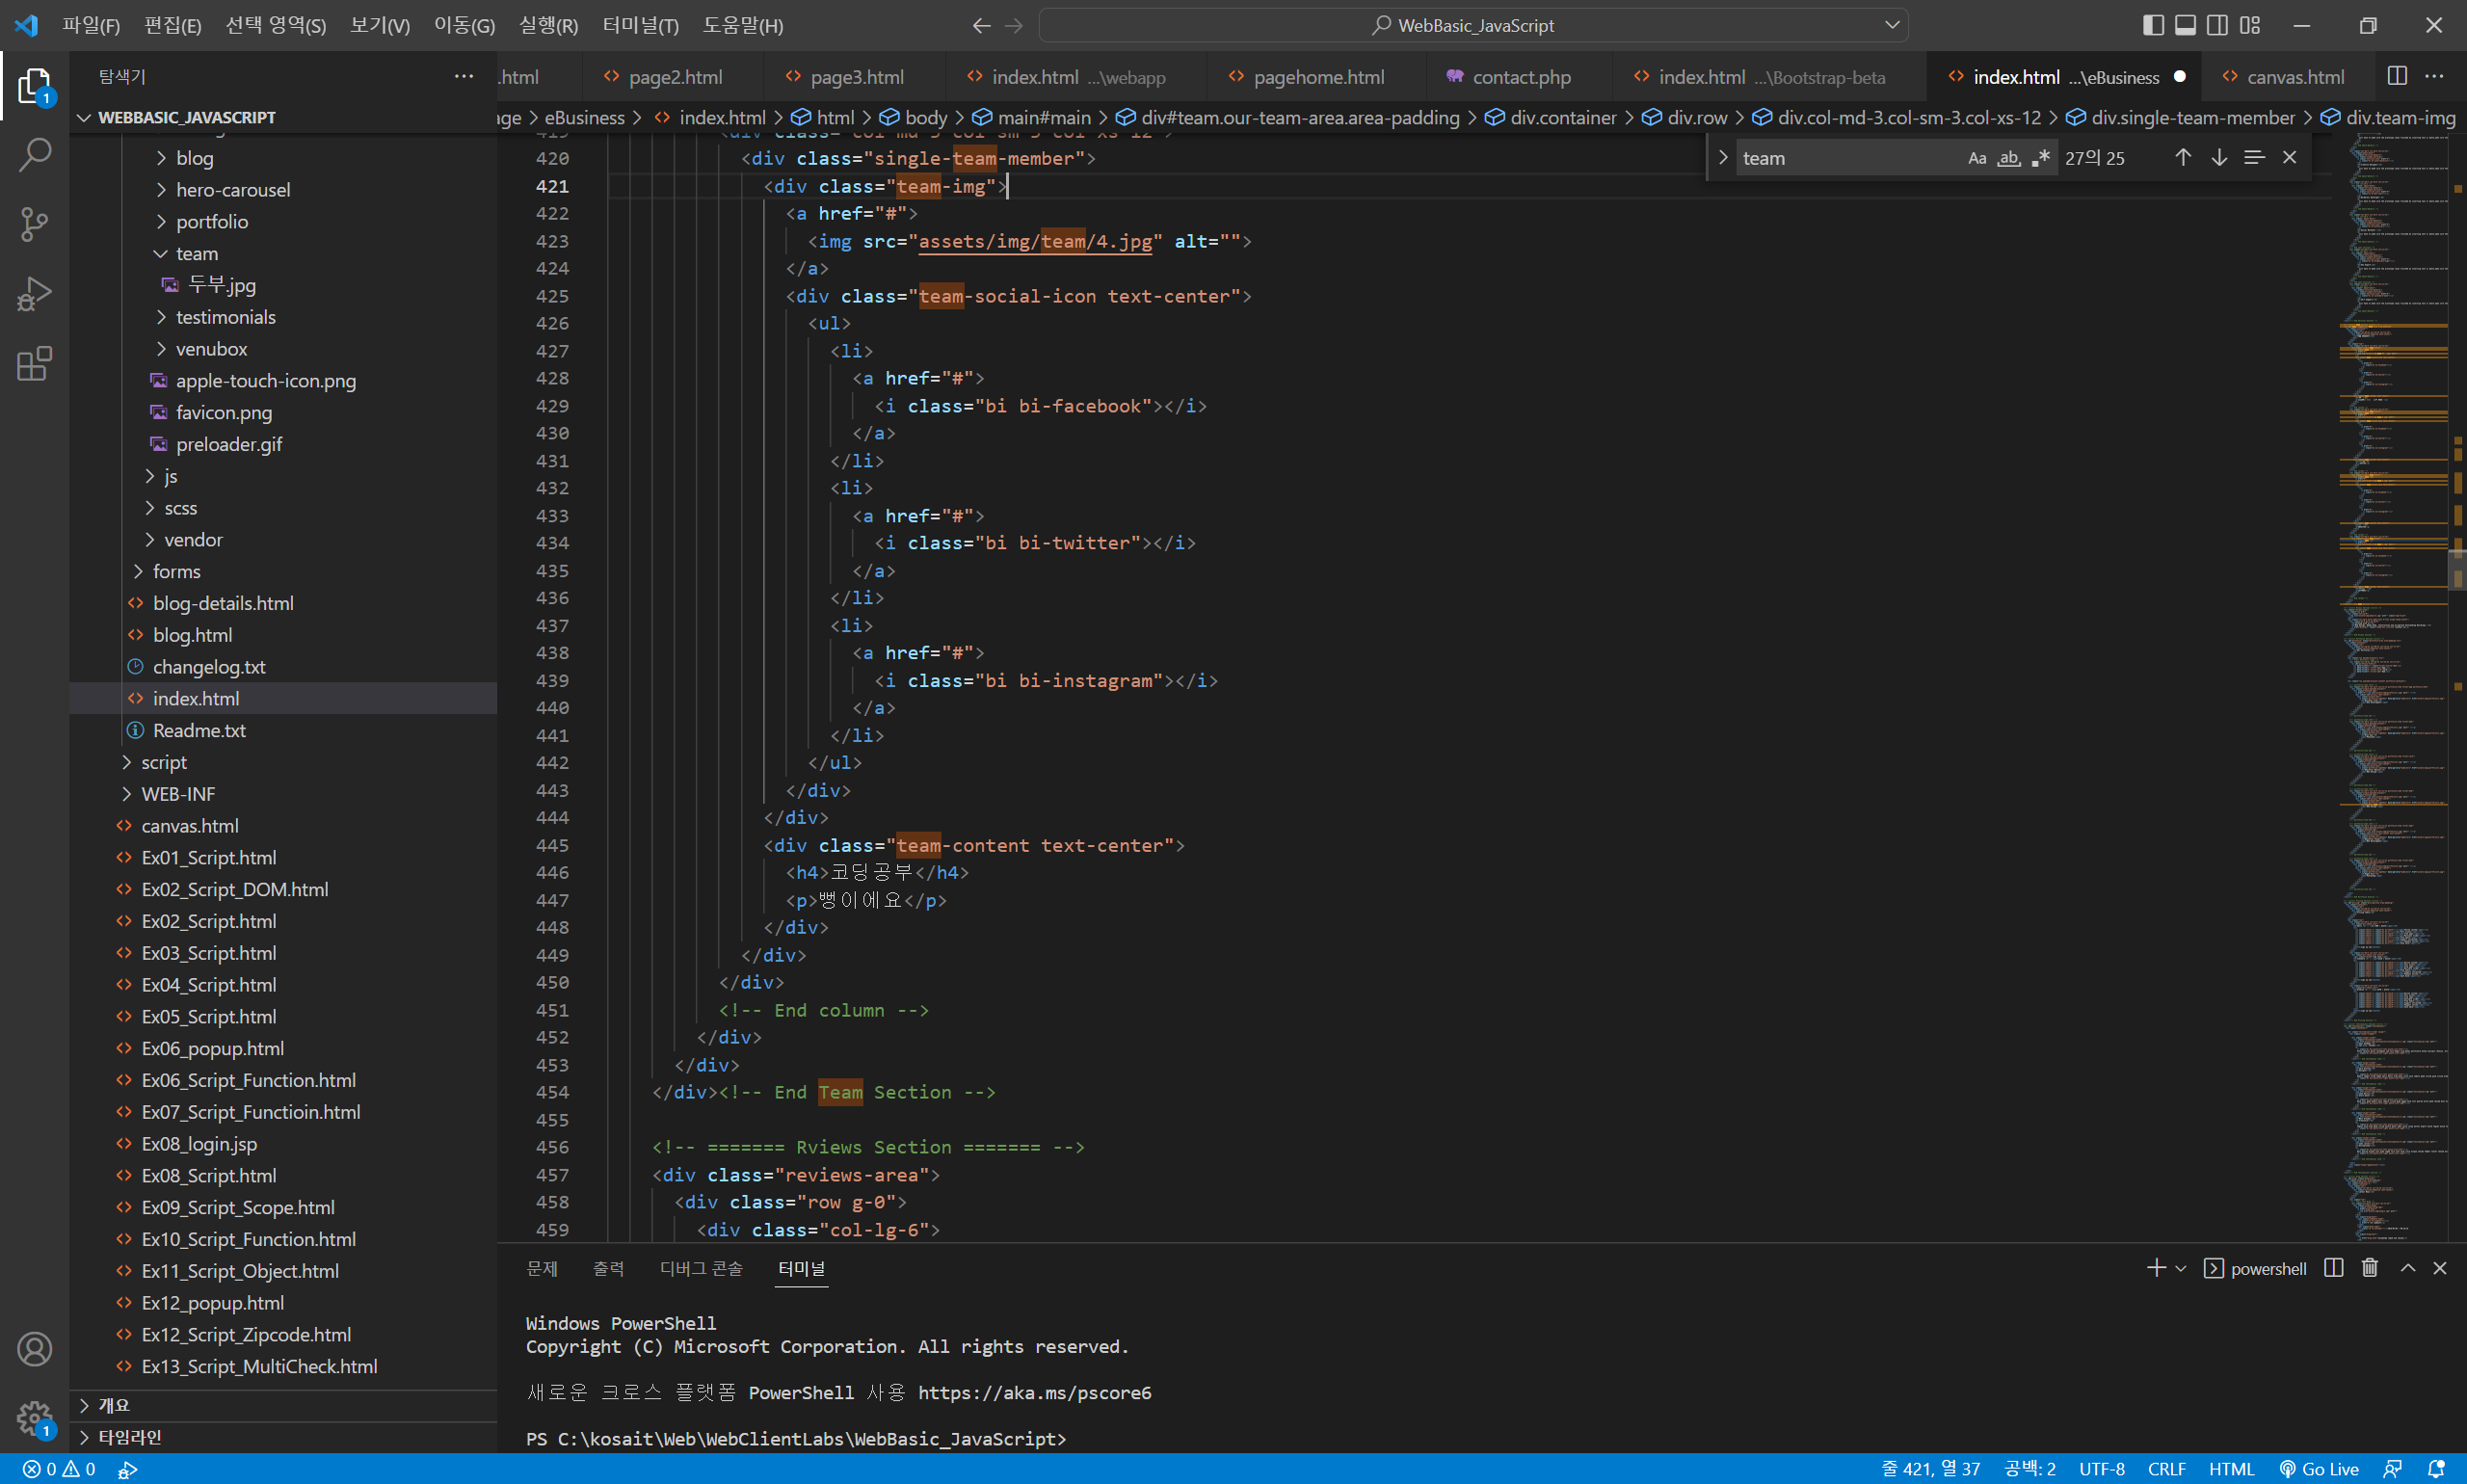 파일(F) 편집(E) 선택 영역(S) 보기(V) 이동(G) 실행(R) 터미널(T) 도움말(H) WebBasic_JavaScript
탐색기
.html page2.html page3.html index.html ...\webapp pagehome.html contact.php index.html ...\Bootstrap-beta index.html ...\eBusiness canvas.html
WEBBASIC_JAVASCRIPT
age > eBusiness > index.html > html > body > main#main > div#team.our-team-area.area-padding > div.container > div.row > div.col-md-3.col-sm-3.col-xs-12 > div.single-team-member > div.team-img
team Aa ab 27의 25
blog
hero-carousel
portfolio
team
두부.jpg
testimonials
venubox
apple-touch-icon.png
favicon.png
preloader.gif
js
scss
vendor
forms
blog-details.html
blog.html
changelog.txt
index.html
Readme.txt
script
WEB-INF
canvas.html
Ex01_Script.html
Ex02_Script_DOM.html
Ex02_Script.html
Ex03_Script.html
Ex04_Script.html
Ex05_Script.html
Ex06_popup.html
Ex06_Script_Function.html
Ex07_Script_Functioin.html
Ex08_login.jsp
Ex08_Script.html
Ex09_Script_Scope.html
Ex10_Script_Function.html
Ex11_Script_Object.html
Ex12_popup.html
Ex12_Script_Zipcode.html
Ex13_Script_MultiCheck.html
개요
타임라인
420 <div class="single-team-member">
421 <div class="team-img">
422 <a href="#">
423 <img src="assets/img/team/4.jpg" alt="">
424 </a>
425 <div class="team-social-icon text-center">
426 <ul>
427 <li>
428 <a href="#">
429 <i class="bi bi-facebook"></i>
430 </a>
431 </li>
432 <li>
433 <a href="#">
434 <i class="bi bi-twitter"></i>
435 </a>
436 </li>
437 <li>
438 <a href="#">
439 <i class="bi bi-instagram"></i>
440 </a>
441 </li>
442 </ul>
443 </div>
444 </div>
445 <div class="team-content text-center">
446 <h4>코딩공부</h4>
447 <p>뻥이에요</p>
448 </div>
449 </div>
450 </div>
451 <!-- End column -->
452 </div>
453 </div>
454 </div><!-- End Team Section -->
455
456 <!-- ======= Rviews Section ======= -->
457 <div class="reviews-area">
458 <div class="row g-0">
459 <div class="col-lg-6">
문제 출력 디버그 콘솔 터미널 powershell
Windows PowerShell
Copyright (C) Microsoft Corporation. All rights reserved.
새로운 크로스 플랫폼 PowerShell 사용 https://aka.ms/pscore6
PS C:\kosait\Web\WebClientLabs\WebBasic_JavaScript>
1
1
0 0 줄 421, 열 37 공백: 2 UTF-8 CRLF HTML Go Live